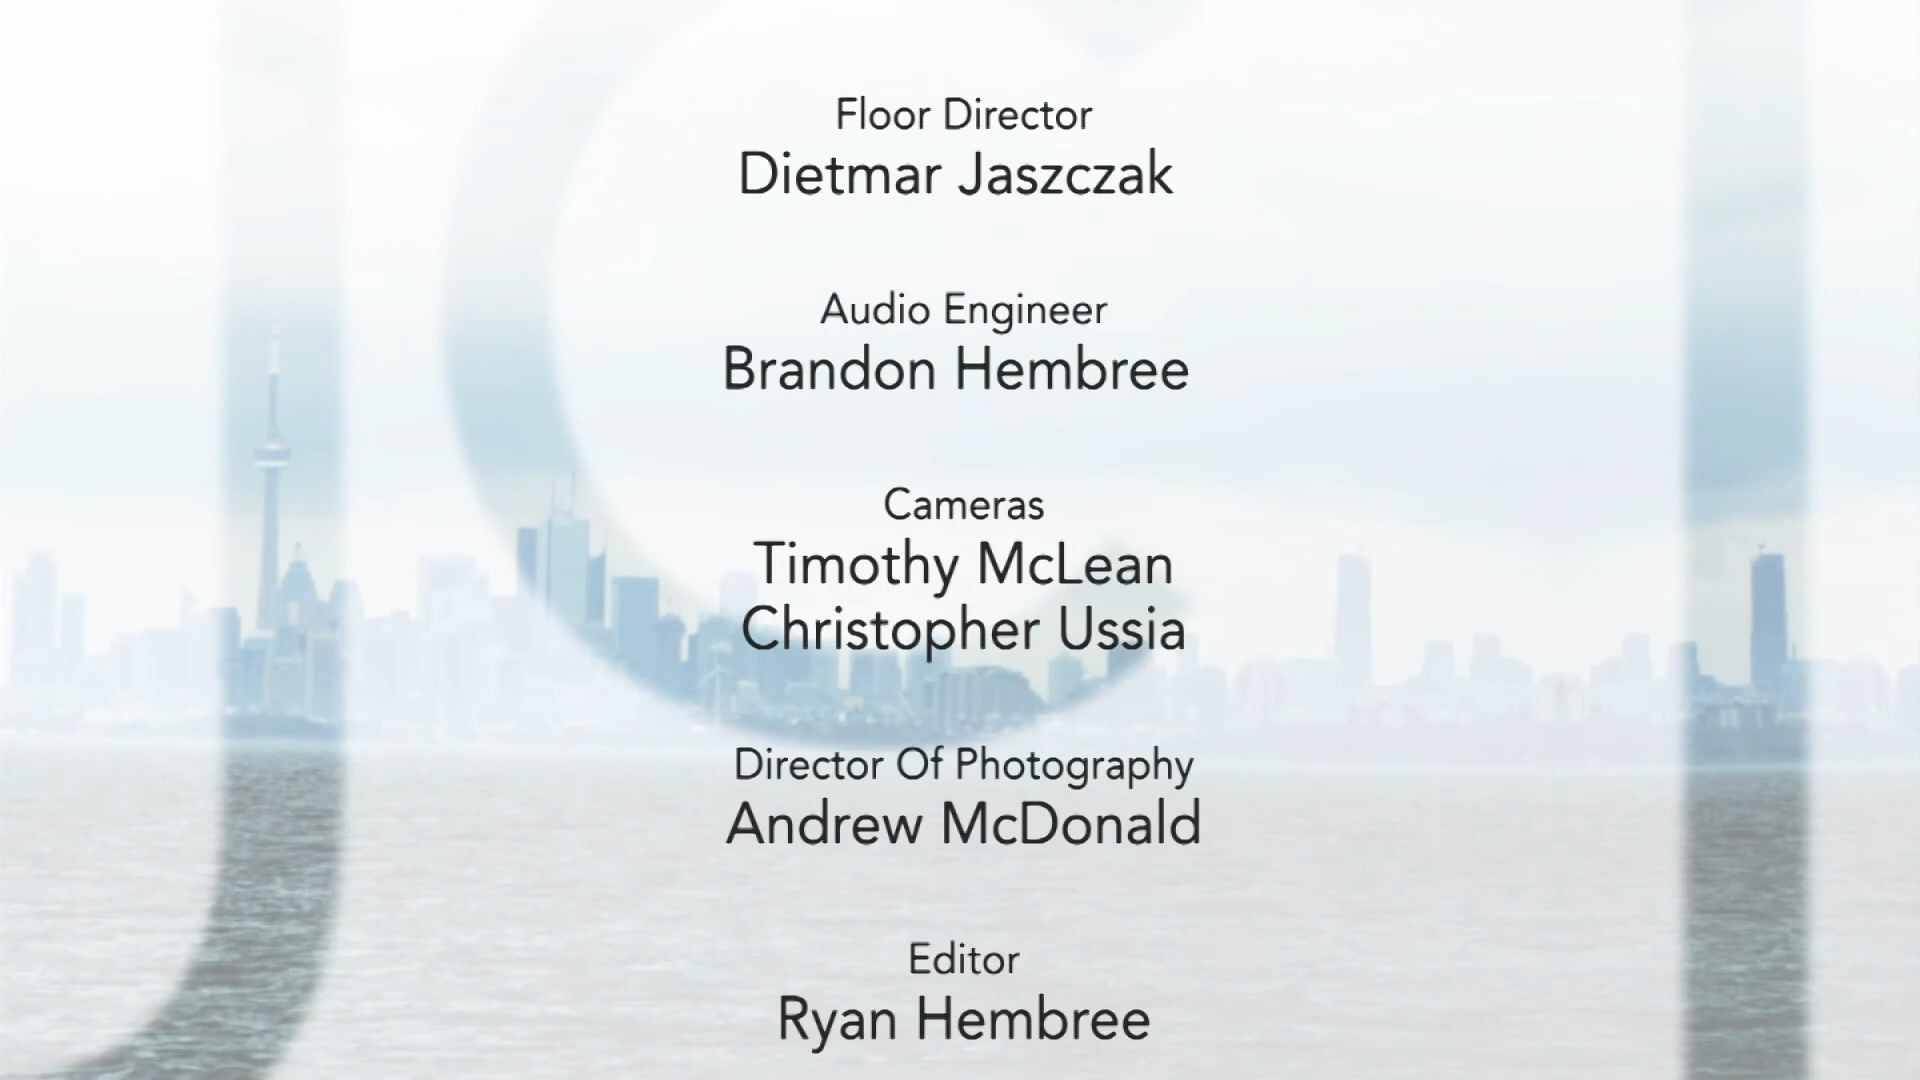 Floor Director
Dietmar Jaszczak
Audio Engineer
Brandon Hembree
Cameras
Timothy McLean
Christopher Ussia
Director Of Photography
Andrew McDonald
Editor
Ryan Hembree